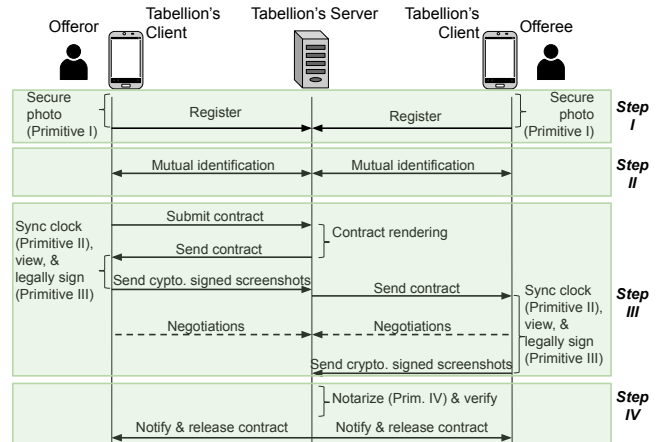 Tabellion's Client
Tabellion's Server
Tabellion's Client
Offeror
Offeree
Secure photo (Primitive I)
Register
Register
Secure photo (Primitive I)
Step I
Mutual identification
Mutual identification
Step II
Submit contract
Contract rendering
Sync clock (Primitive II), view, & legally sign (Primitive III)
Send contract
Send cypto. signed screenshots
Send contract
Negotiations
Negotiations
Sync clock (Primitive II), view, & legally sign (Primitive III)
Send crypto. signed screenshots
Step III
Notarize (Prim. IV) & verify
Notify & release contract
Notify & release contract
Step IV